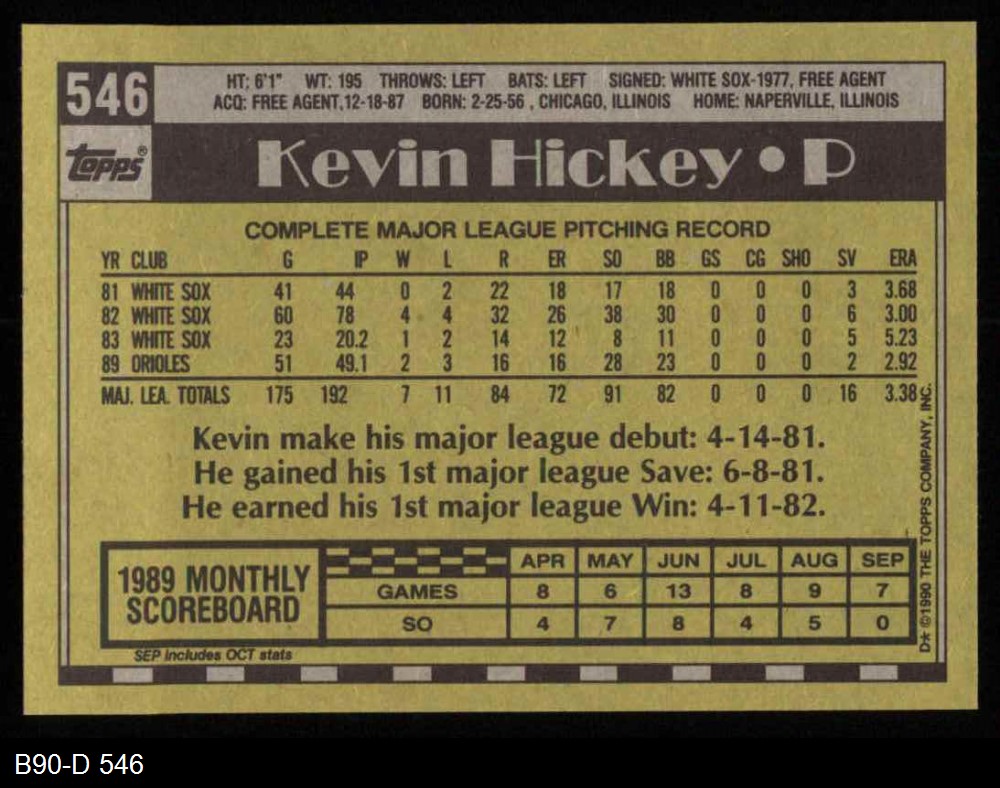 546
HT: 6'1" WT: 195 THROWS: LEFT BATS: LEFT SIGNED: WHITE SOX-1977, FREE AGENT
ACQ: FREE AGENT,12-18-87 BORN: 2-25-56 , CHICAGO, ILLINOIS HOME: NAPERVILLE, ILLINOIS
topps®
Kevin Hickey • P
COMPLETE MAJOR LEAGUE PITCHING RECORD
YR CLUB G IP W L R ER SO BB GS CG SHO SV ERA
81 WHITE SOX 41 44 0 2 22 18 17 18 0 0 0 3 3.68
82 WHITE SOX 60 78 4 4 32 26 38 30 0 0 0 6 3.00
83 WHITE SOX 23 20.2 1 2 14 12 8 11 0 0 0 5 5.23
89 ORIOLES 51 49.1 2 3 16 16 28 23 0 0 0 2 2.92
MAJ. LEA. TOTALS 175 192 7 11 84 72 91 82 0 0 0 16 3.38
Kevin make his major league debut: 4-14-81.
He gained his 1st major league Save: 6-8-81.
He earned his 1st major league Win: 4-11-82.
1989 MONTHLY
SCOREBOARD
APR MAY JUN JUL AUG SEP
GAMES 8 6 13 8 9 7
SO 4 7 8 4 5 0
SEP includes OCT stats
D* ©1990 THE TOPPS COMPANY, INC.
B90-D 546